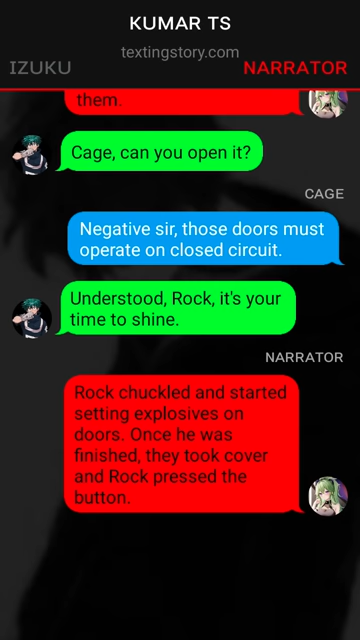 KUMAR TS
textingstory.com
IZUKU
NARRATOR
them.
Cage, can you open it?
CAGE
Negative sir, those doors must
operate on closed circuit.
Understood, Rock, it's your
time to shine.
NARRATOR
Rock chuckled and started
setting explosives on
doors. Once he was
finished, they took cover
and Rock pressed the
button.